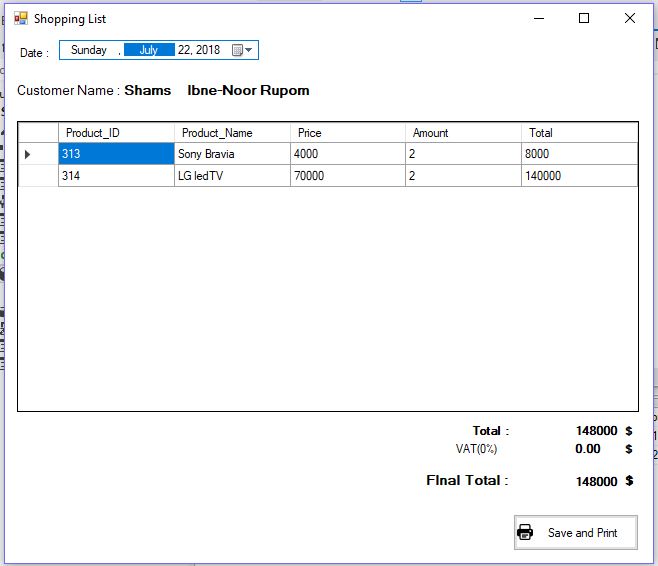 Shopping List
Date : Sunday , July 22, 2018
Customer Name : Shams Ibne-Noor Rupom
Product_ID Product_Name Price Amount Total
313 Sony Bravia 4000 2 8000
314 LG ledTV 70000 2 140000
Total : 148000 $
VAT(0%) 0.00 $
FInal Total : 148000 $
Save and Print